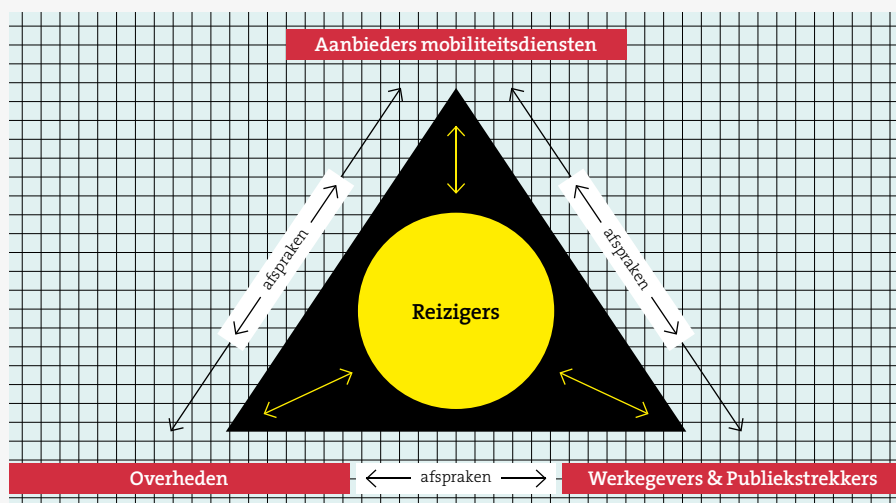 Aanbieders mobiliteitsdiensten
afspraken
afspraken
Reizigers
Overheden
afspraken
Werkegevers & Publiekstrekkers